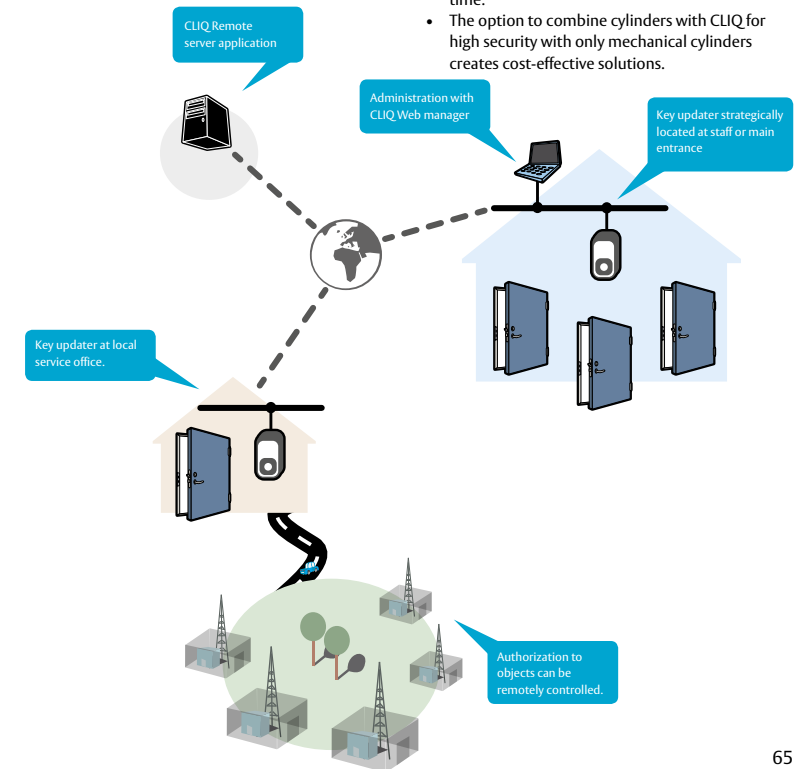 time.
• The option to combine cylinders with CLIQ for
high security with only mechanical cylinders
creates cost-effective solutions.
CLIQ Remote
server application
Administration with
CLIQ Web manager
Key updater strategically
located at staff or main
entrance
Key updater at local
service office.
Authorization to
objects can be
remotely controlled.
65